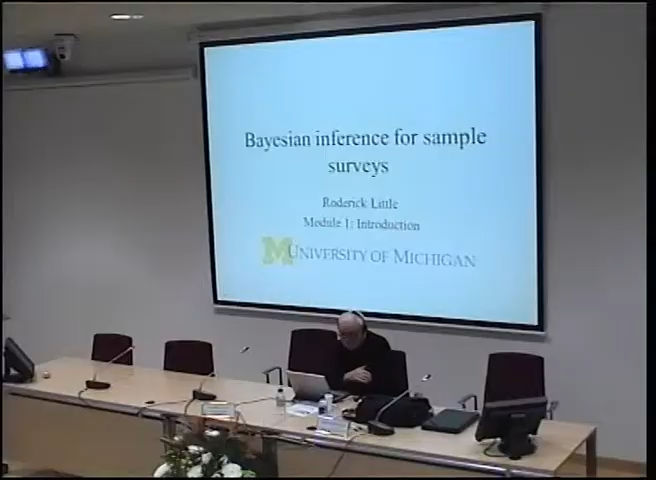 Bayesian inference for sample
surveys
Roderick Little
Module 1: Introduction
M UNIVERSITY OF MICHIGAN